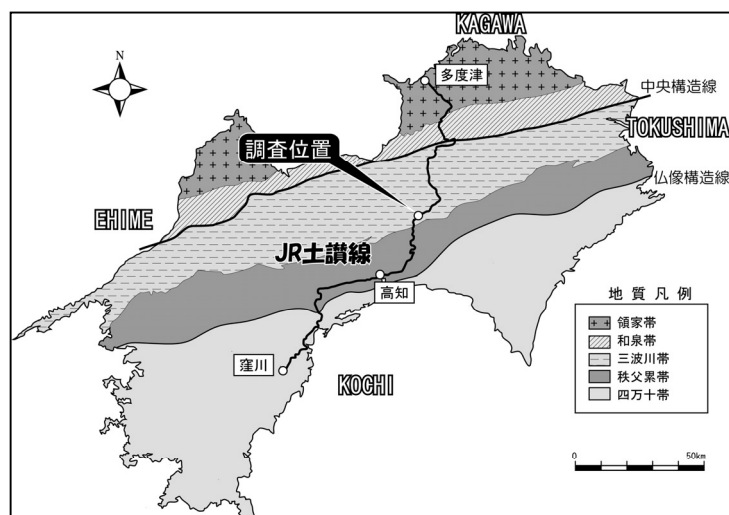 KAGAWA
N
多度津
中央構造線
TOKUSHIMA
調査位置
仏像構造線
EHIME
JR土讃線
高知
地質凡例
領家帯
和泉帯
三波川帯
秩父累帯
四万十帯
窪川
KOCHI
0 50km